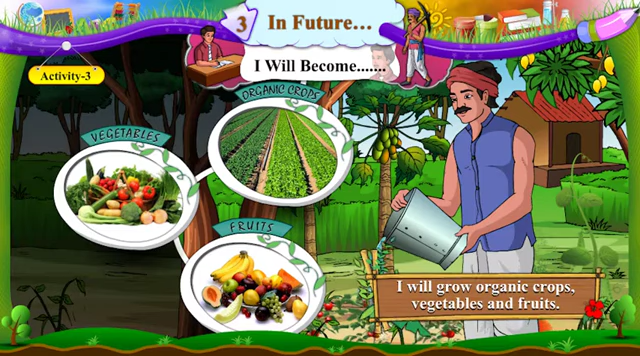 3 In Future...
I Will Become.......
Activity-3
ORGANIC CROPS
VEGETABLES
FRUITS
I will grow organic crops,
vegetables and fruits.